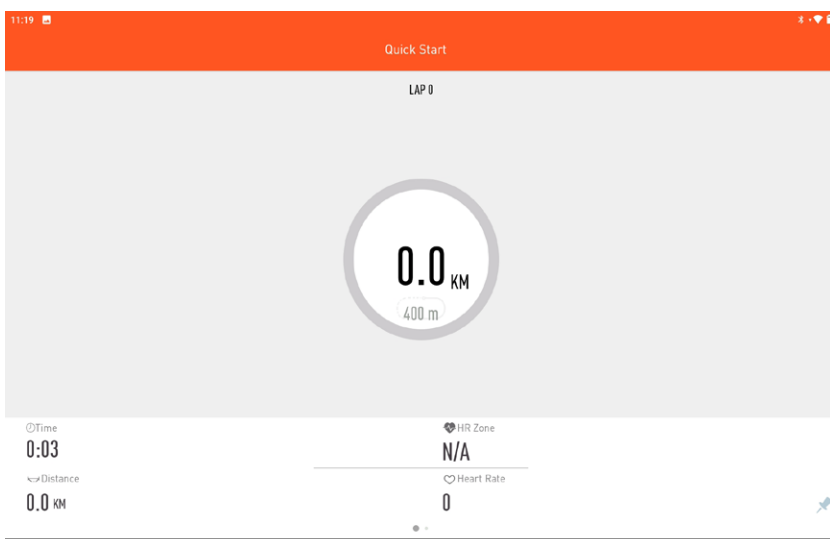 11:19
Quick Start
LAP 0
0.0 KM
400 m
Time
0:03
HR Zone
N/A
Distance
0.0 KM
Heart Rate
0